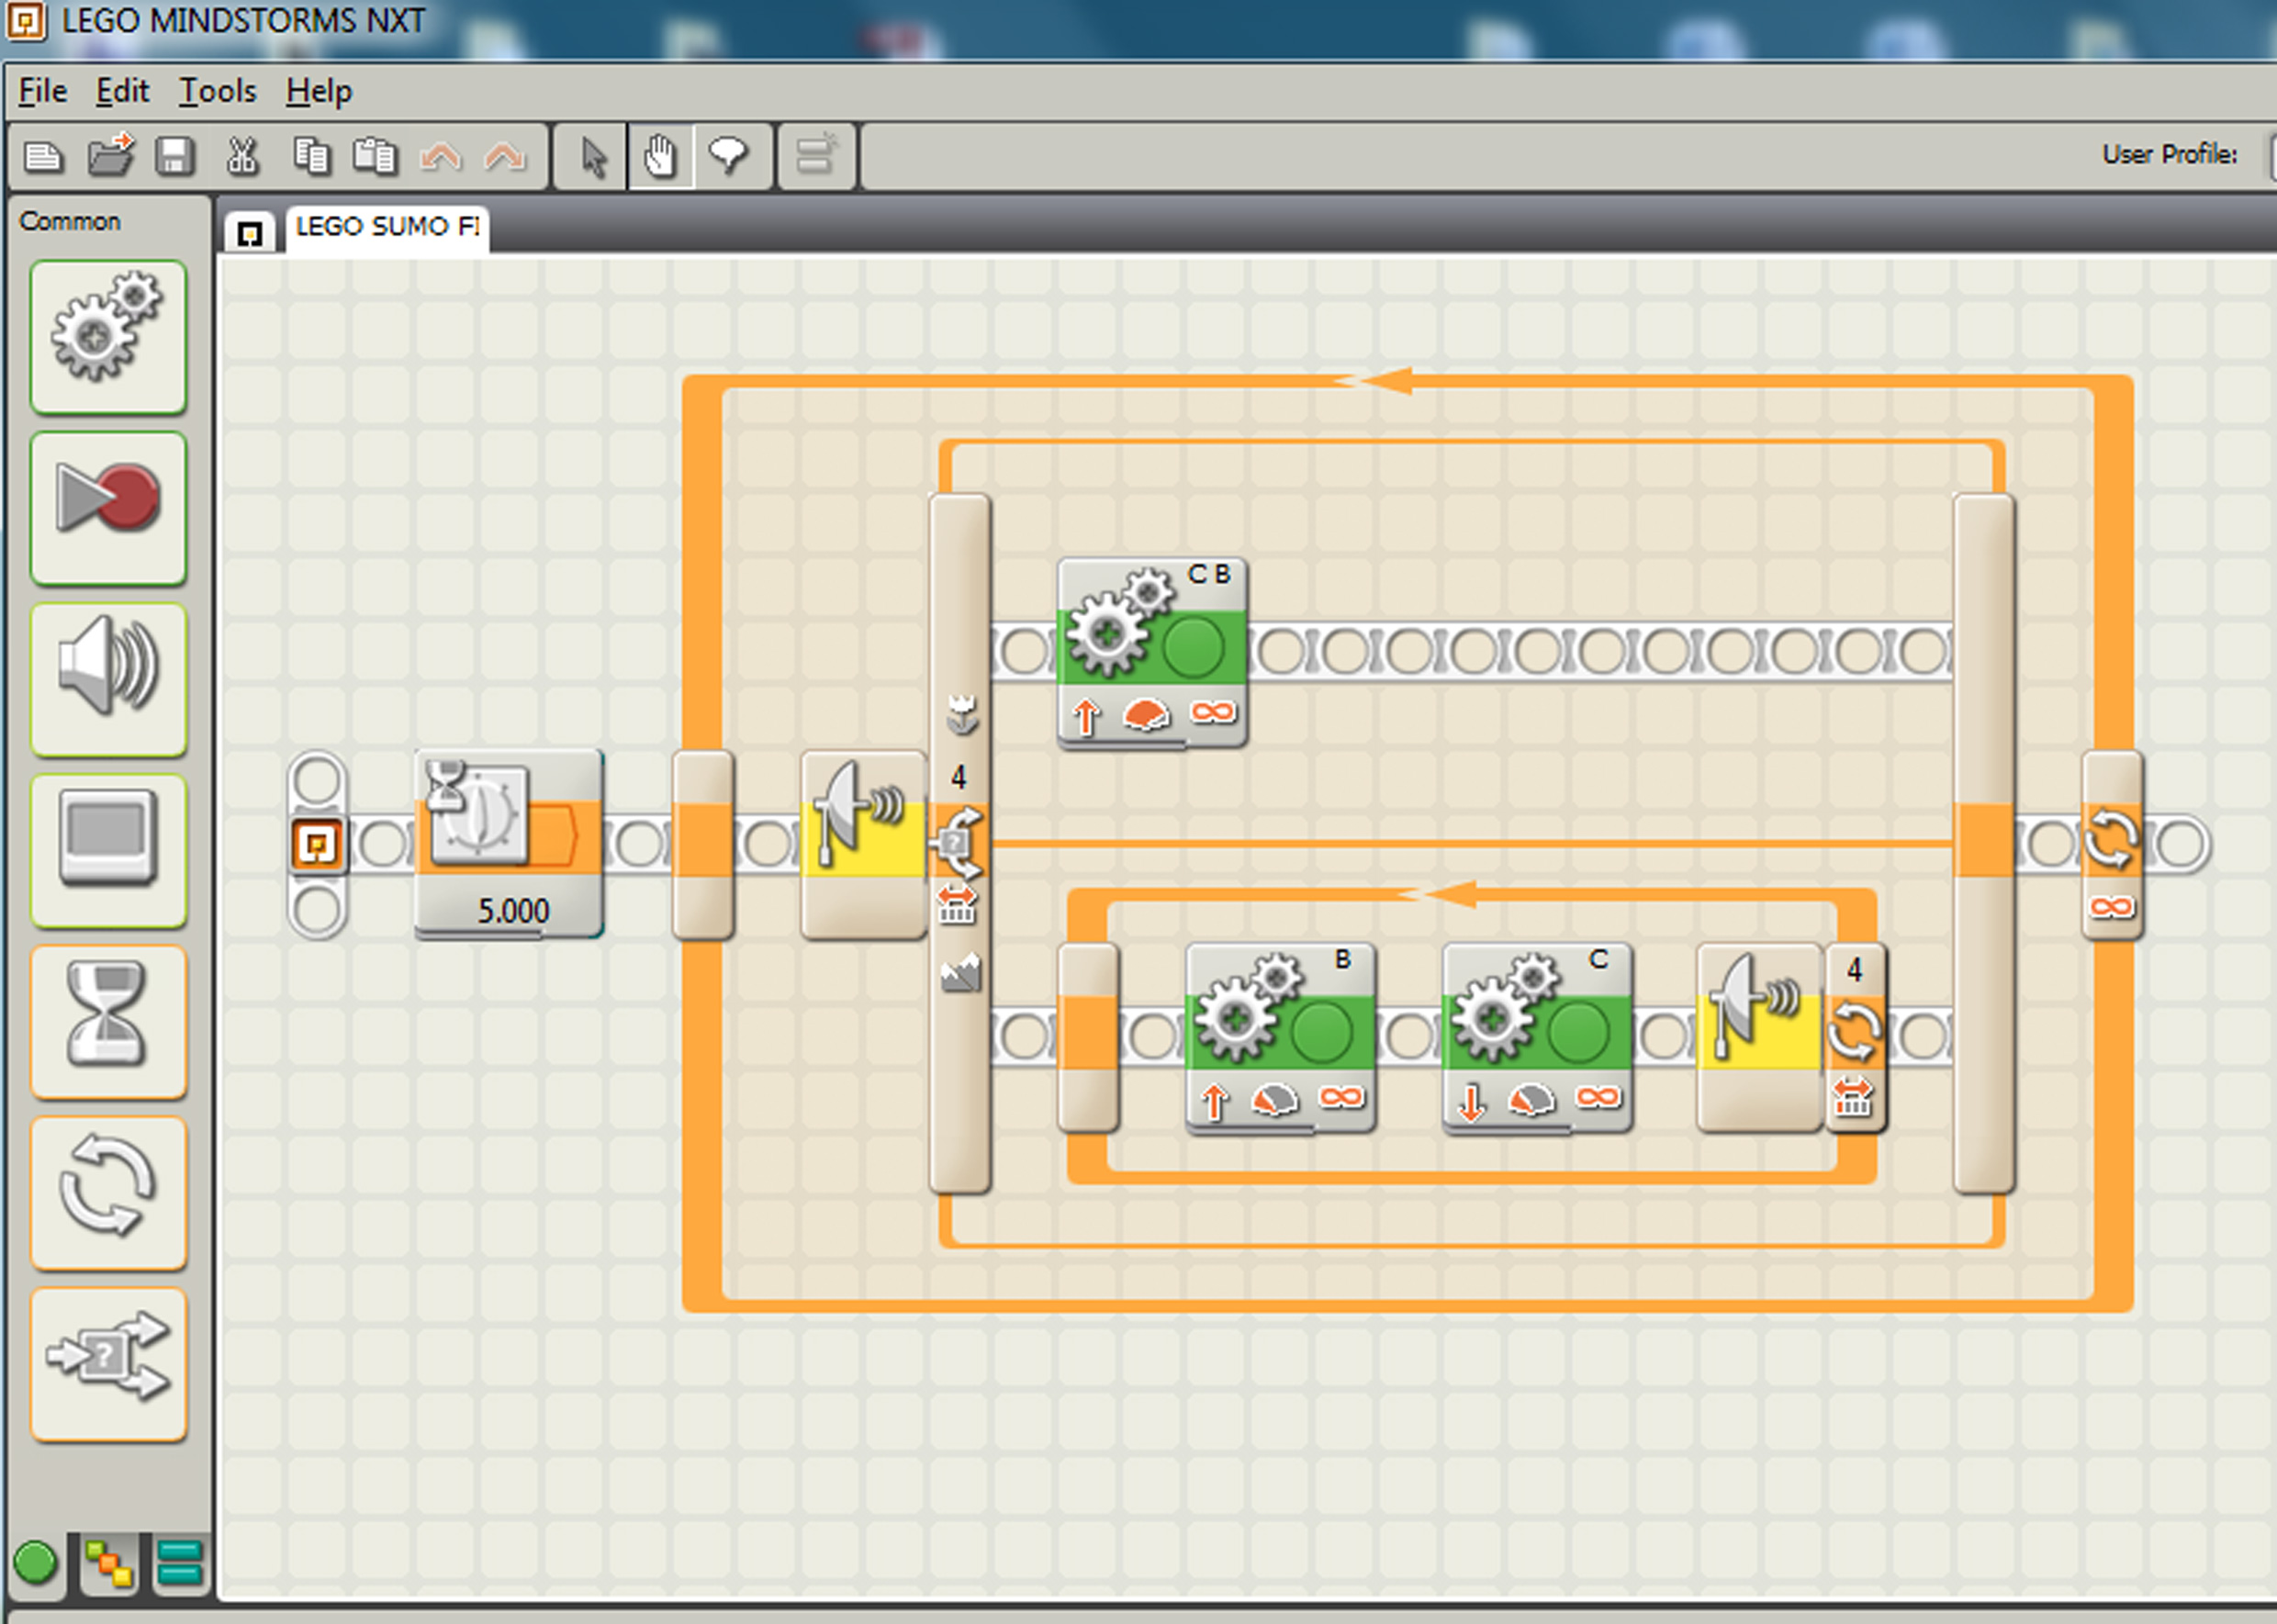 LEGO MINDSTORMS NXT
File Edit Tools Help
User Profile:
Common
LEGO SUMO FI
C B
4
5.000
B
C
4